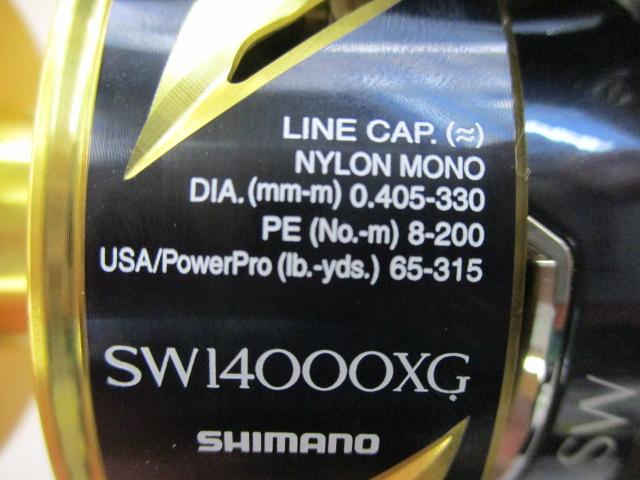 LINE CAP. (≈)
NYLON MONO
DIA. (mm-m) 0.405-330
PE (No.-m) 8-200
USA/PowerPro (lb.-yds.) 65-315
SW14000XG
SHIMANO
SW